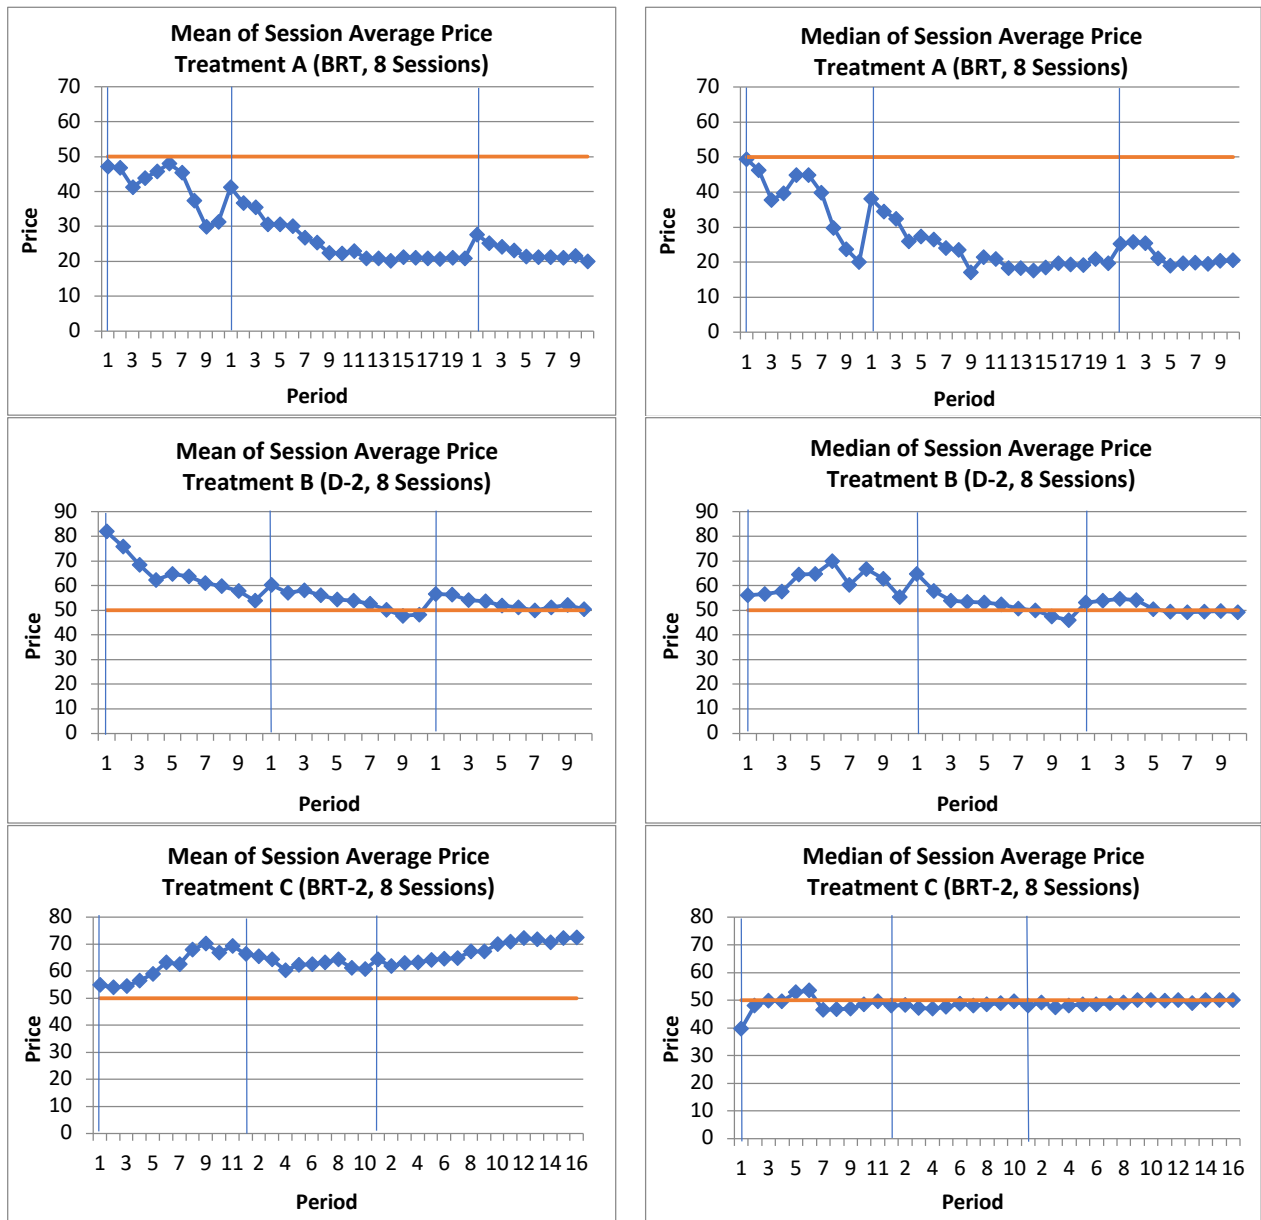 Mean of Session Average Price
Treatment A (BRT, 8 Sessions)
70
60
50
40
30
20
10
0
Price
1 3 5 7 9 1 3 5 7 9 11 13 15 17 19 1 3 5 7 9
Period
Median of Session Average Price
Treatment A (BRT, 8 Sessions)
70
60
50
40
30
20
10
0
Price
1 3 5 7 9 1 3 5 7 9 11 13 15 17 19 1 3 5 7 9
Period
Mean of Session Average Price
Treatment B (D-2, 8 Sessions)
90
80
70
60
50
40
30
20
10
0
Price
1 3 5 7 9 1 3 5 7 9 1 3 5 7 9
Period
Median of Session Average Price
Treatment B (D-2, 8 Sessions)
90
80
70
60
50
40
30
20
10
0
Price
1 3 5 7 9 1 3 5 7 9 1 3 5 7 9
Period
Mean of Session Average Price
Treatment C (BRT-2, 8 Sessions)
80
70
60
50
40
30
20
10
0
Price
1 3 5 7 9 11 2 4 6 8 10 2 4 6 8 10 12 14 16
Period
Median of Session Average Price
Treatment C (BRT-2, 8 Sessions)
80
70
60
50
40
30
20
10
0
Price
1 3 5 7 9 11 2 4 6 8 10 2 4 6 8 10 12 14 16
Period